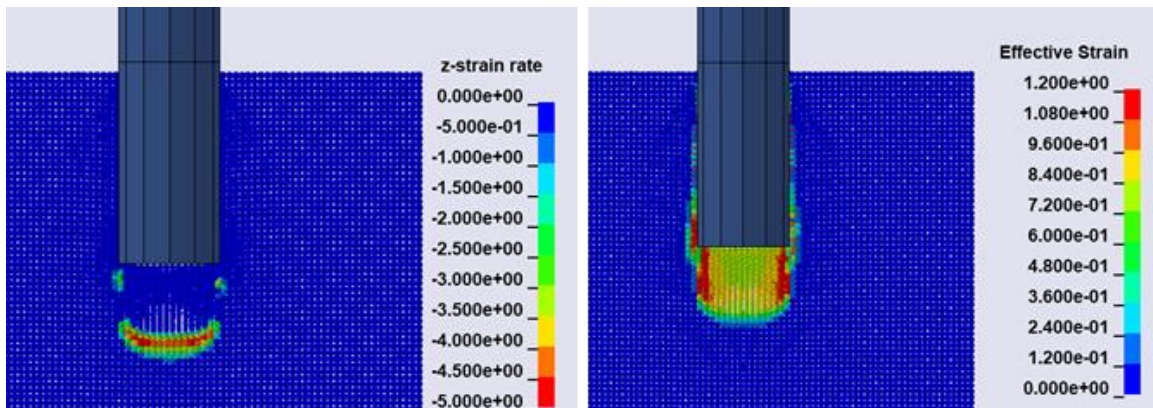 z-strain rate
0.000e+00
-5.000e-01
-1.000e+00
-1.500e+00
-2.000e+00
-2.500e+00
-3.000e+00
-3.500e+00
-4.000e+00
-4.500e+00
-5.000e+00
Effective Strain
1.200e+00
1.080e+00
9.600e-01
8.400e-01
7.200e-01
6.000e-01
4.800e-01
3.600e-01
2.400e-01
1.200e-01
0.000e+00